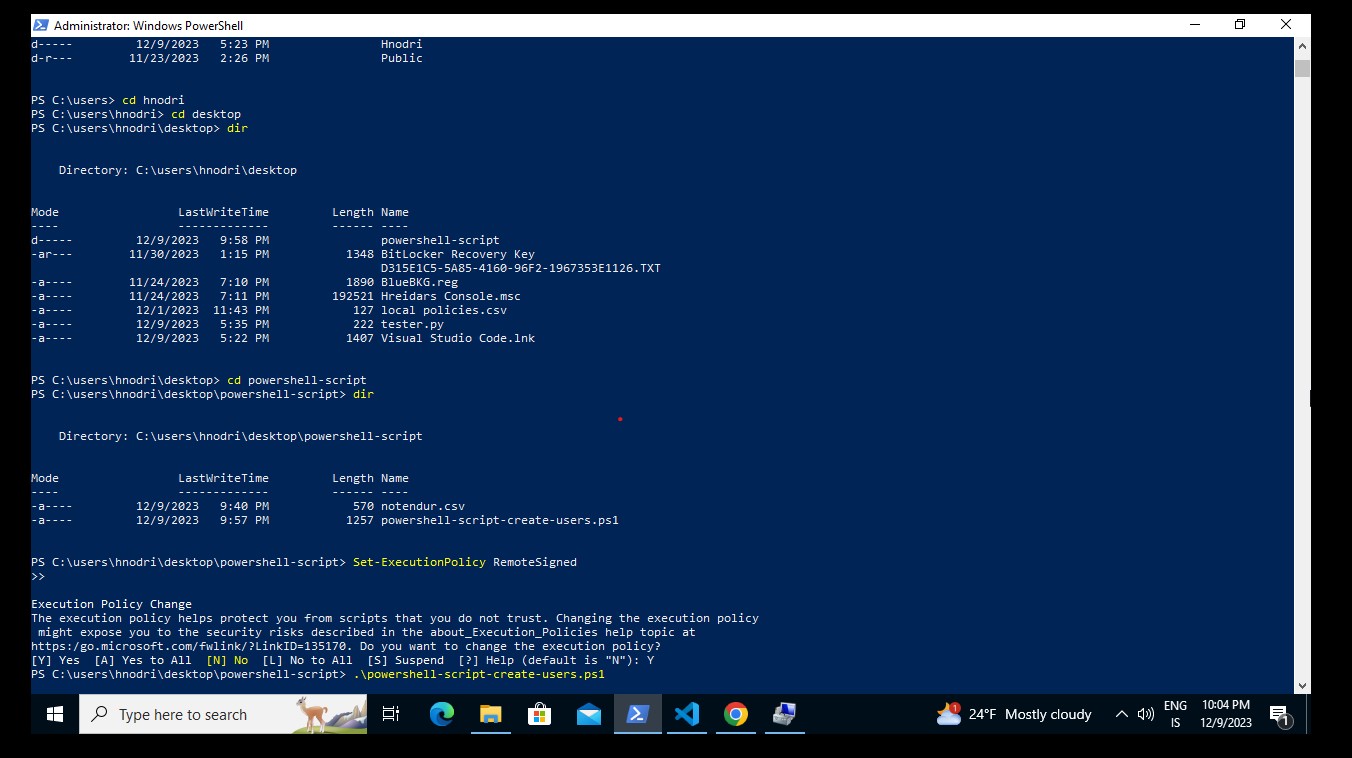 Administrator: Windows PowerShell
d----- 12/9/2023 5:23 PM Hnodri
d-r--- 11/23/2023 2:26 PM Public
PS C:\users> cd hnodri
PS C:\users\hnodri> cd desktop
PS C:\users\hnodri\desktop> dir
Directory: C:\users\hnodri\desktop
Mode LastWriteTime Length Name
---- ------------- ------ ----
d----- 12/9/2023 9:58 PM powershell-script
-ar--- 11/30/2023 1:15 PM 1348 BitLocker Recovery Key
D315E1C5-5A85-4160-96F2-1967353E1126.TXT
-a---- 11/24/2023 7:10 PM 1890 BlueBKG.reg
-a---- 11/24/2023 7:11 PM 192521 Hreidars Console.msc
-a---- 12/1/2023 11:43 PM 127 local policies.csv
-a---- 12/9/2023 5:35 PM 222 tester.py
-a---- 12/9/2023 5:22 PM 1407 Visual Studio Code.lnk
PS C:\users\hnodri\desktop> cd powershell-script
PS C:\users\hnodri\desktop\powershell-script> dir
Directory: C:\users\hnodri\desktop\powershell-script
Mode LastWriteTime Length Name
---- ------------- ------ ----
-a---- 12/9/2023 9:40 PM 570 notendur.csv
-a---- 12/9/2023 9:57 PM 1257 powershell-script-create-users.ps1
PS C:\users\hnodri\desktop\powershell-script> Set-ExecutionPolicy RemoteSigned
>>
Execution Policy Change
The execution policy helps protect you from scripts that you do not trust. Changing the execution policy
might expose you to the security risks described in the about_Execution_Policies help topic at
https:/go.microsoft.com/fwlink/?LinkID=135170. Do you want to change the execution policy?
[Y] Yes [A] Yes to All [N] No [L] No to All [S] Suspend [?] Help (default is "N"): Y
PS C:\users\hnodri\desktop\powershell-script> .\powershell-script-create-users.ps1
Type here to search
1
24°F Mostly cloudy
ENG
IS
10:04 PM
12/9/2023
1